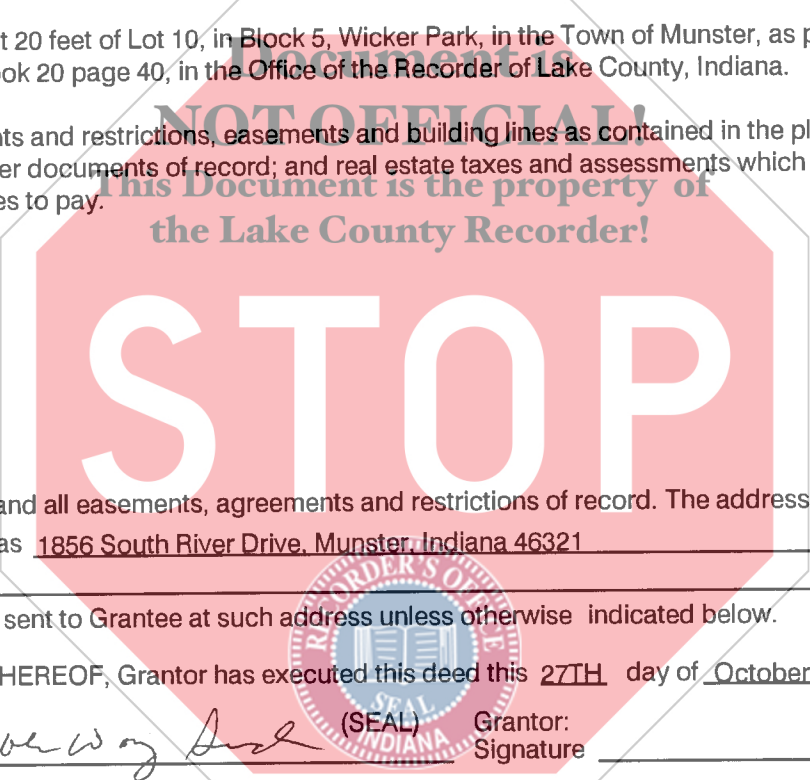 Document is
t 20 feet of Lot 10, in Block 5, Wicker Park, in the Town of Munster, as p
ok 20 page 40, in the Office of the Recorder of Lake County, Indiana.
NOT OFFICIAL!
ts and restrictions, easements and building lines as contained in the pl
er documents of record; and real estate taxes and assessments which
This Document is the property of
es to pay.
the Lake County Recorder!
STOP
and all easements, agreements and restrictions of record. The address
as 1856 South River Drive, Munster, Indiana 46321
sent to Grantee at such address unless otherwise indicated below.
HEREOF, Grantor has executed this deed this 27TH day of October
(SEAL) Grantor:
Signature
RECORDER'S OFFICE
SEAL
INDIANA